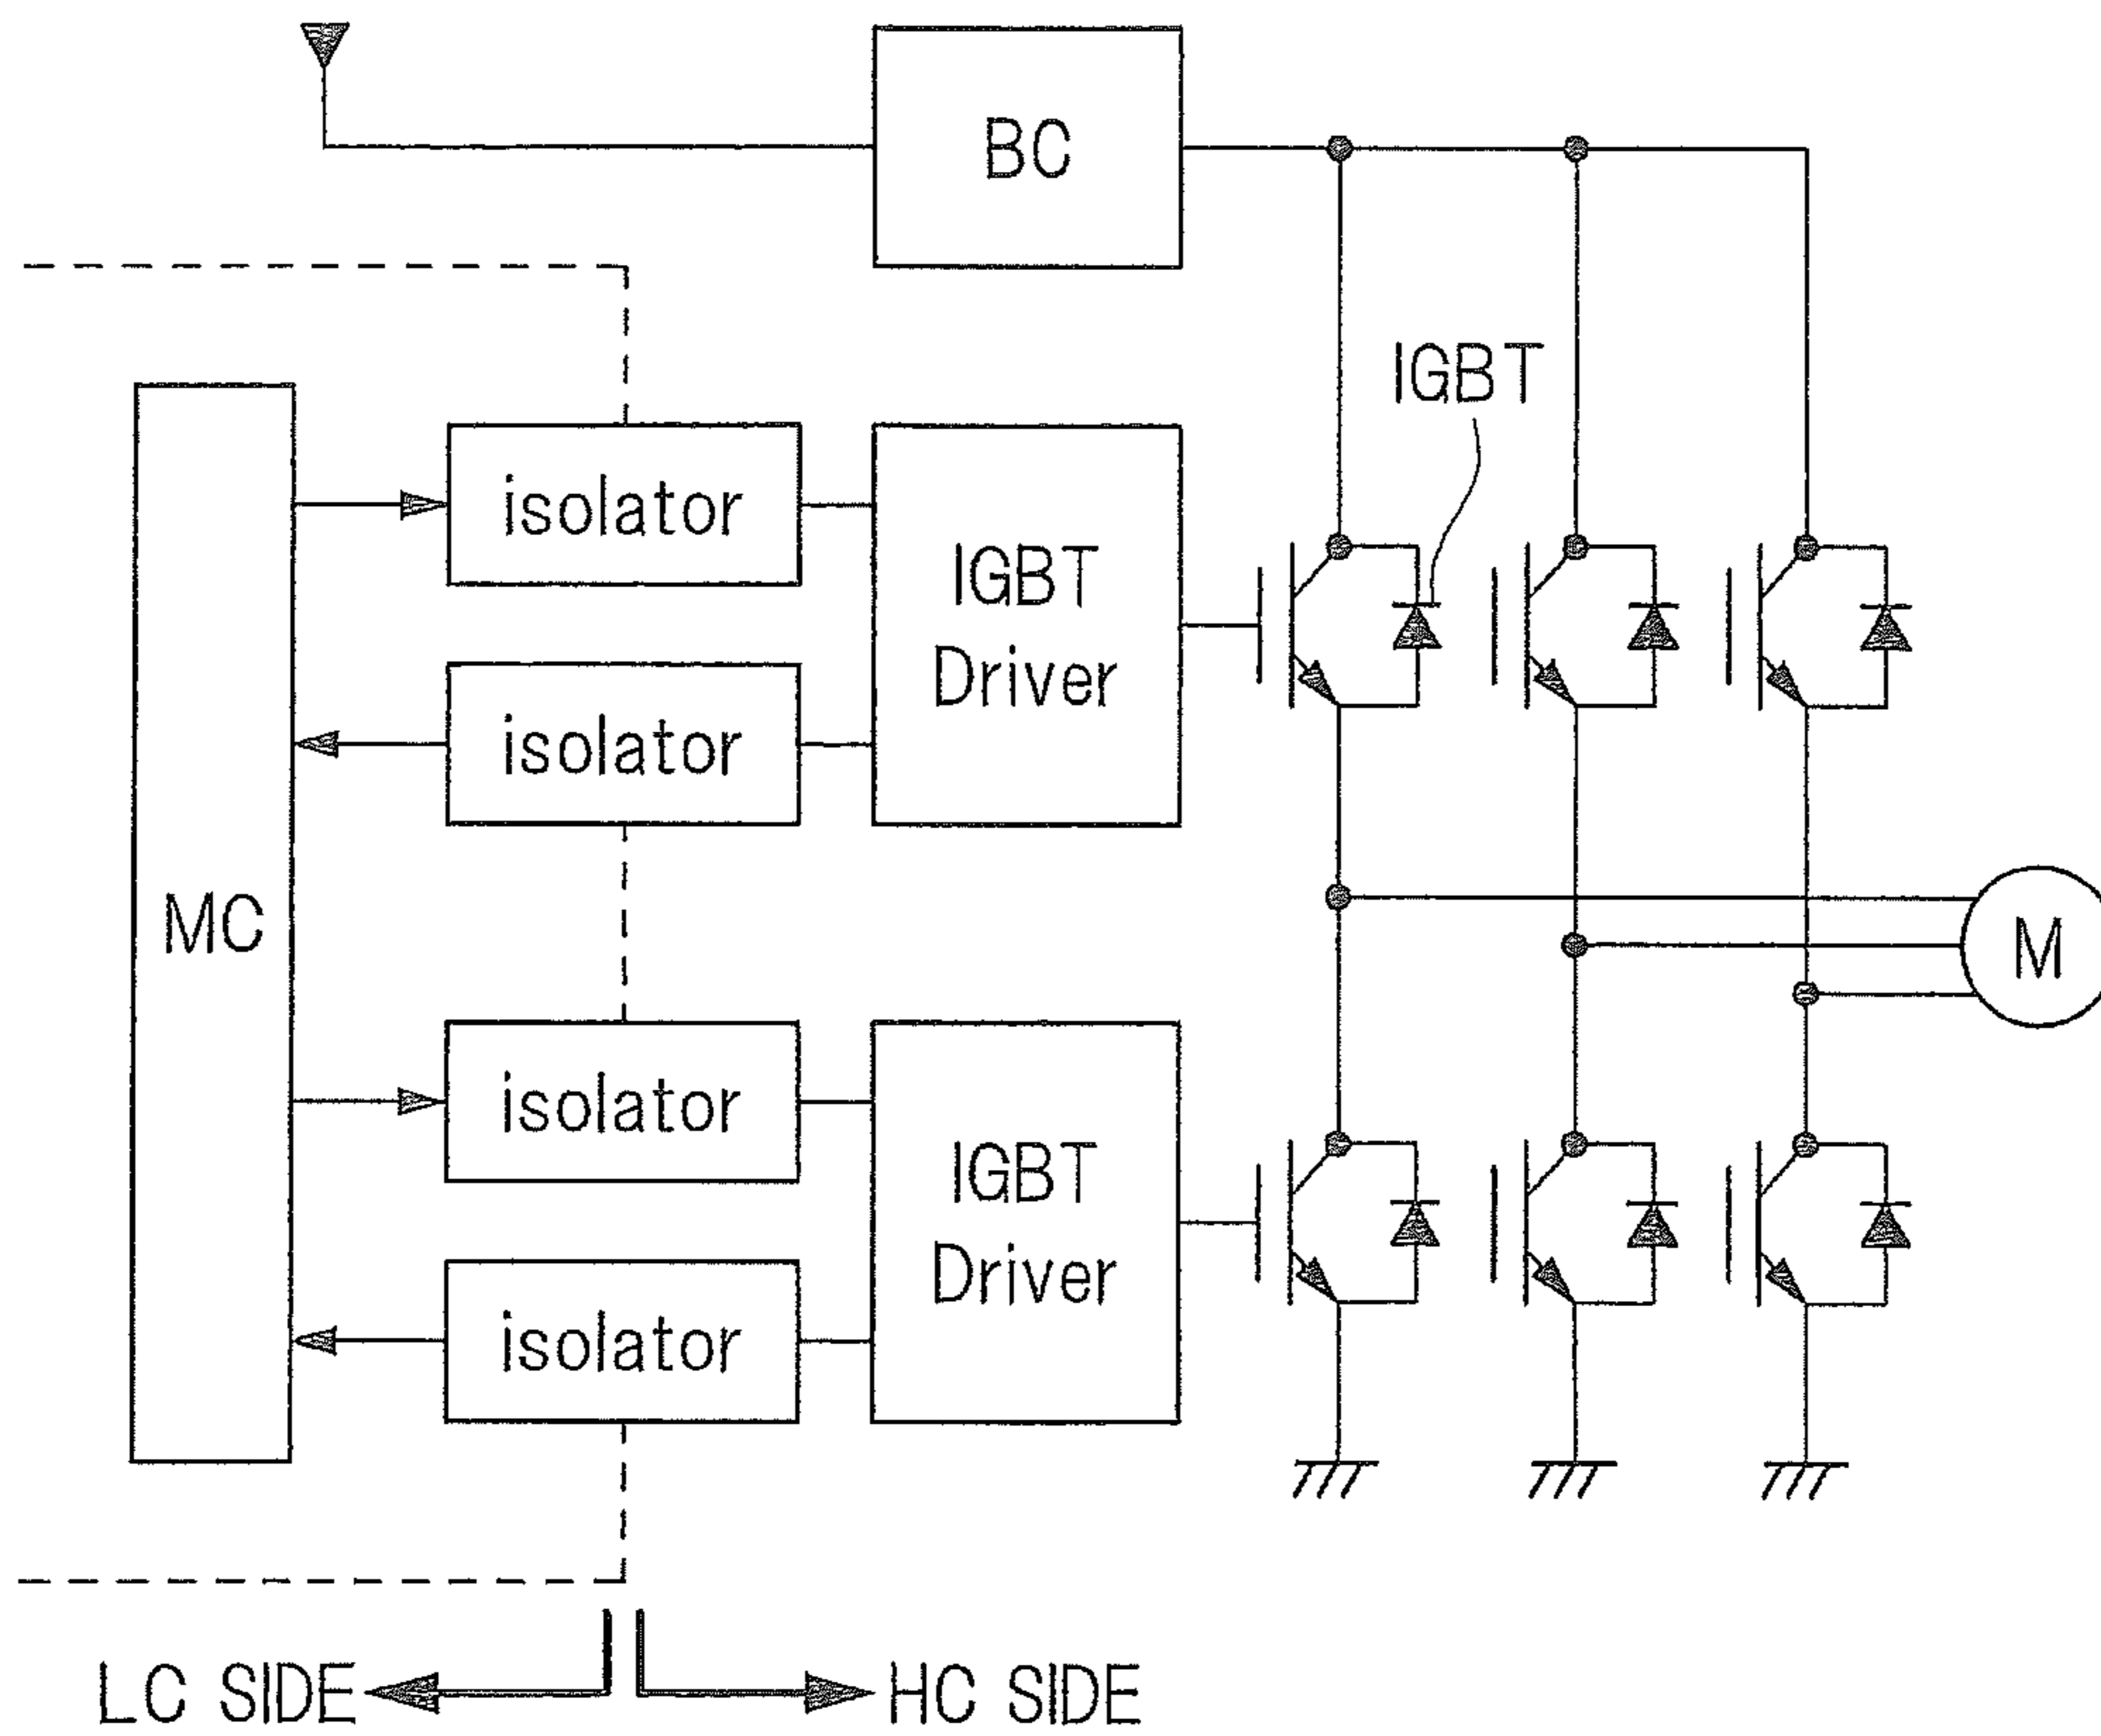 BC
IGBT
isolator
IGBT
Driver
isolator
MC
M
isolator
IGBT
Driver
isolator
LC SIDE
HC SIDE